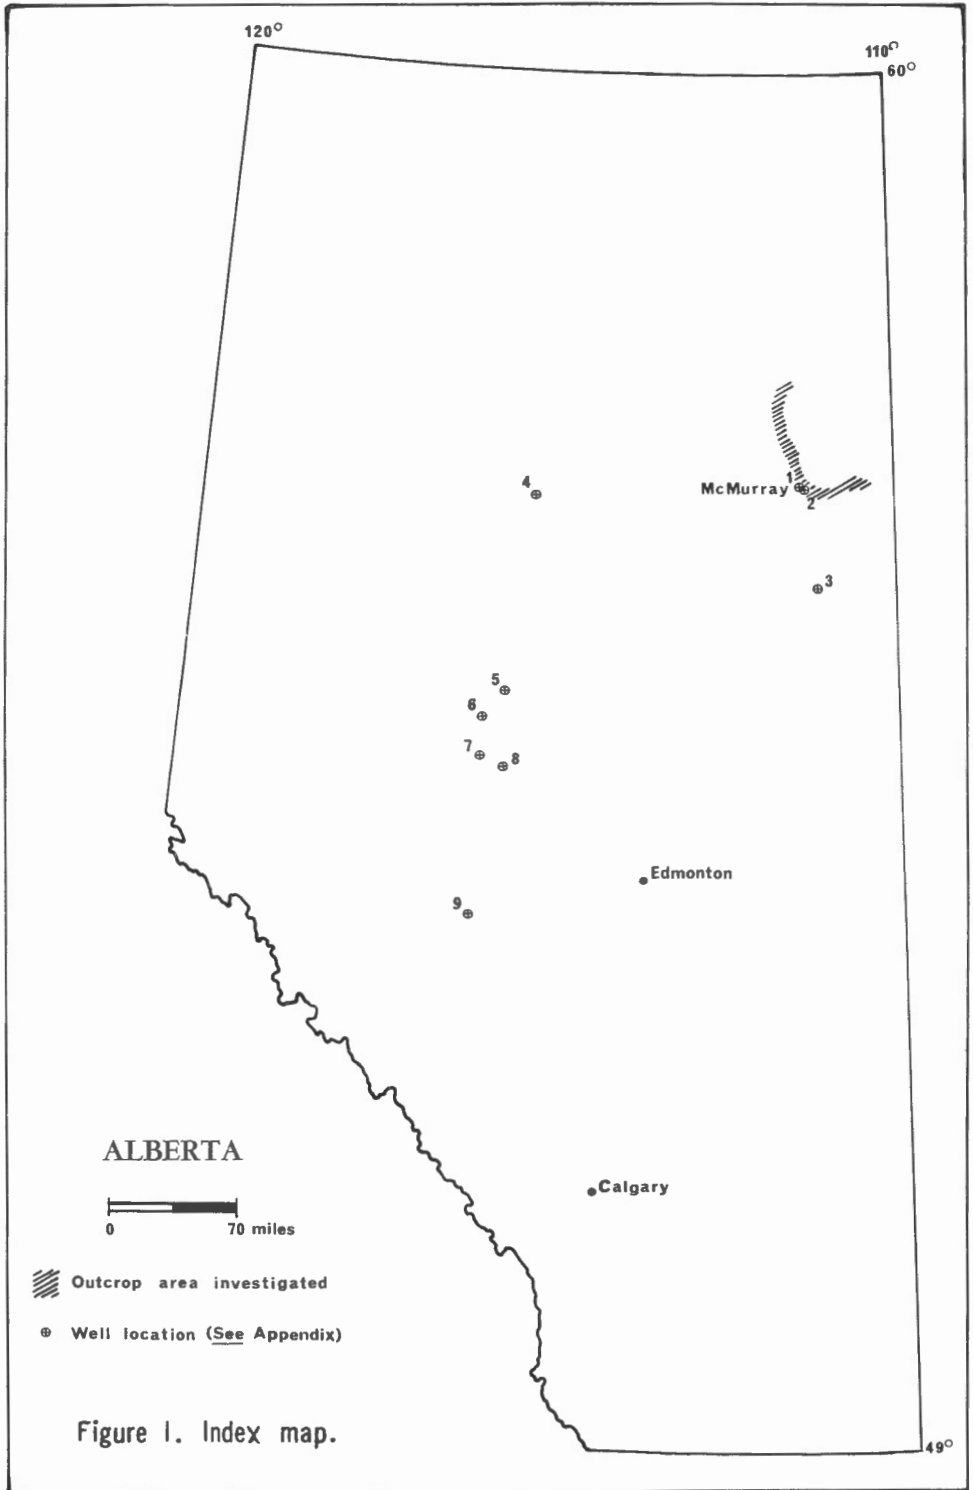 120°
110°
60°
1
McMurray
2
4
3
5
6
7
8
Edmonton
9
ALBERTA
0 70 miles
Calgary
Outcrop area investigated
Well location (See Appendix)
Figure 1. Index map.
49°